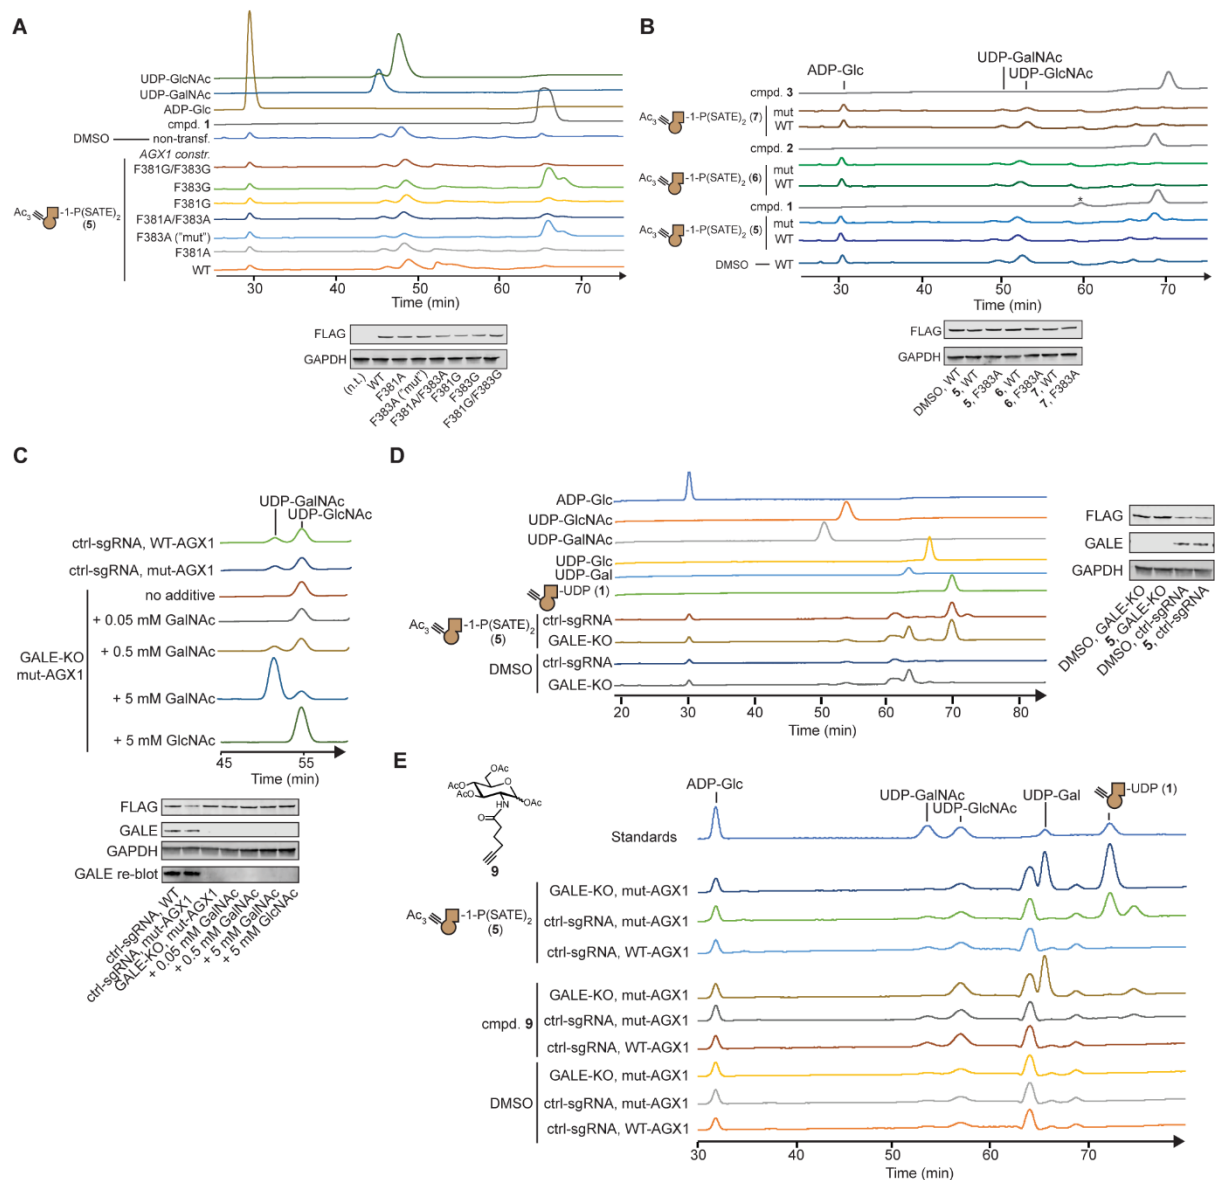 A
UDP-GlcNAc
UDP-GalNAc
ADP-Glc
cmpd. 1
DMSO non-transf.
AGX1 constr.
F381G/F383G
F383G
F381G
F381A/F383A
F383A ("mut")
F381A
WT
Ac3 -1-P(SATE)2
(5)
30 40 50 60 70
Time (min)
FLAG
GAPDH
(n.t.)
WT
F381A
F383A ("mut")
F381A/F383A
F381G
F383G
F381G/F383G
B
ADP-Glc
UDP-GalNAc
UDP-GlcNAc
cmpd. 3
Ac3 -1-P(SATE)2 (7)
mut
WT
cmpd. 2
Ac3 -1-P(SATE)2 (6)
mut
WT
cmpd. 1
*
Ac3 -1-P(SATE)2 (5)
mut
WT
DMSO WT
30 40 50 60 70
Time (min)
FLAG
GAPDH
DMSO, WT
5, WT
5, F383A
6, WT
6, F383A
7, WT
7, F383A
C
UDP-GalNAc
UDP-GlcNAc
ctrl-sgRNA, WT-AGX1
ctrl-sgRNA, mut-AGX1
GALE-KO
mut-AGX1
no additive
+ 0.05 mM GalNAc
+ 0.5 mM GalNAc
+ 5 mM GalNAc
+ 5 mM GlcNAc
45 55
Time (min)
FLAG
GALE
GAPDH
GALE re-blot
ctrl-sgRNA, WT
ctrl-sgRNA, mut-AGX1
GALE-KO, mut-AGX1
+ 0.05 mM GalNAc
+ 0.5 mM GalNAc
+ 5 mM GalNAc
+ 5 mM GlcNAc
D
ADP-Glc
UDP-GlcNAc
UDP-GalNAc
UDP-Glc
UDP-Gal
-UDP (1)
Ac3 -1-P(SATE)2
(5)
ctrl-sgRNA
GALE-KO
DMSO
ctrl-sgRNA
GALE-KO
20 30 40 50 60 70 80
Time (min)
FLAG
GALE
GAPDH
DMSO, GALE-KO
5, GALE-KO
DMSO, ctrl-sgRNA
5, ctrl-sgRNA
E
OAc
AcO O
AcO OAc
HN
O
9
ADP-Glc
UDP-GalNAc
UDP-GlcNAc
UDP-Gal
-UDP (1)
Standards
Ac3 -1-P(SATE)2
(5)
GALE-KO, mut-AGX1
ctrl-sgRNA, mut-AGX1
ctrl-sgRNA, WT-AGX1
cmpd. 9
GALE-KO, mut-AGX1
ctrl-sgRNA, mut-AGX1
ctrl-sgRNA, WT-AGX1
DMSO
GALE-KO, mut-AGX1
ctrl-sgRNA, mut-AGX1
ctrl-sgRNA, WT-AGX1
30 40 50 60 70
Time (min)